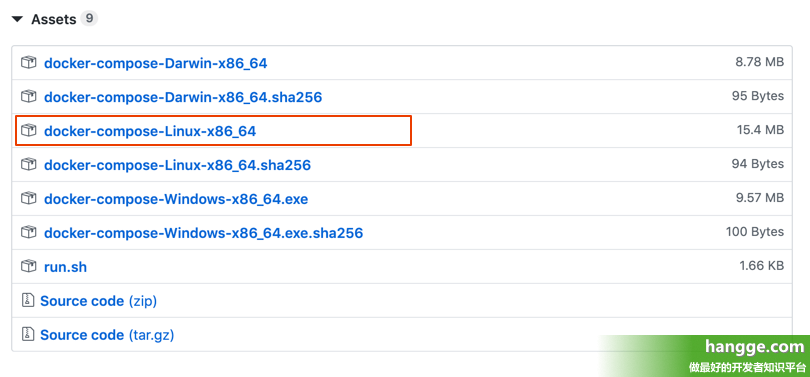 Assets 9
docker-compose-Darwin-x86_64 8.78 MB
docker-compose-Darwin-x86_64.sha256 95 Bytes
docker-compose-Linux-x86_64 15.4 MB
docker-compose-Linux-x86_64.sha256 94 Bytes
docker-compose-Windows-x86_64.exe 9.57 MB
docker-compose-Windows-x86_64.exe.sha256 100 Bytes
run.sh 1.66 KB
Source code (zip)
Source code (tar.gz)
hangge.com
做最好的开发者知识平台